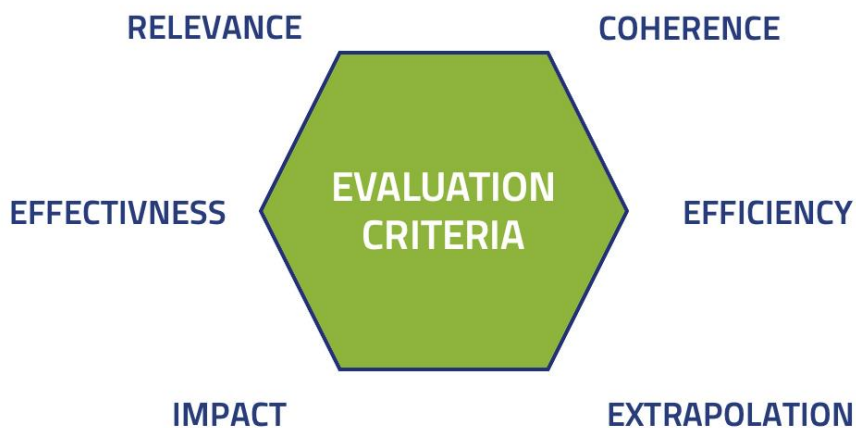 RELEVANCE
COHERENCE
EFFECTIVNESS
EVALUATION
CRITERIA
EFFICIENCY
IMPACT
EXTRAPOLATION